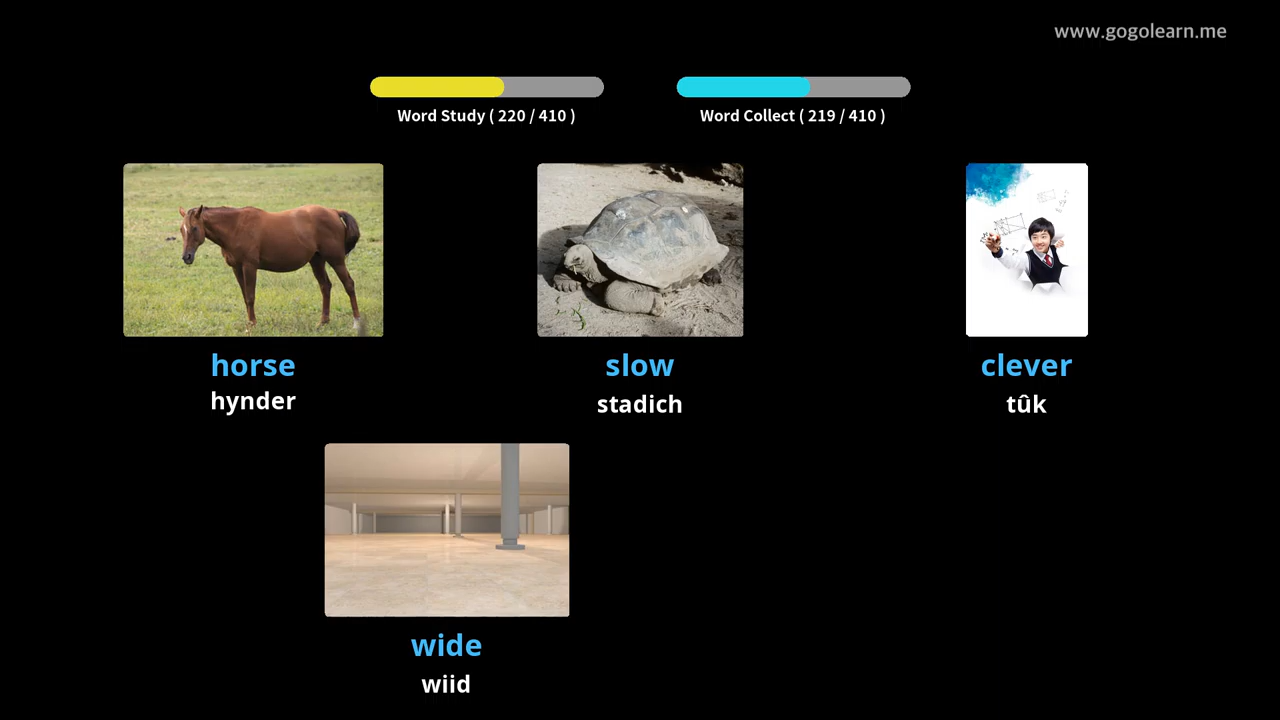 www.gogolearn.me
Word Study ( 220 / 410 )
Word Collect ( 219 / 410 )
horse
hynder
slow
stadich
clever
tûk
wide
wiid